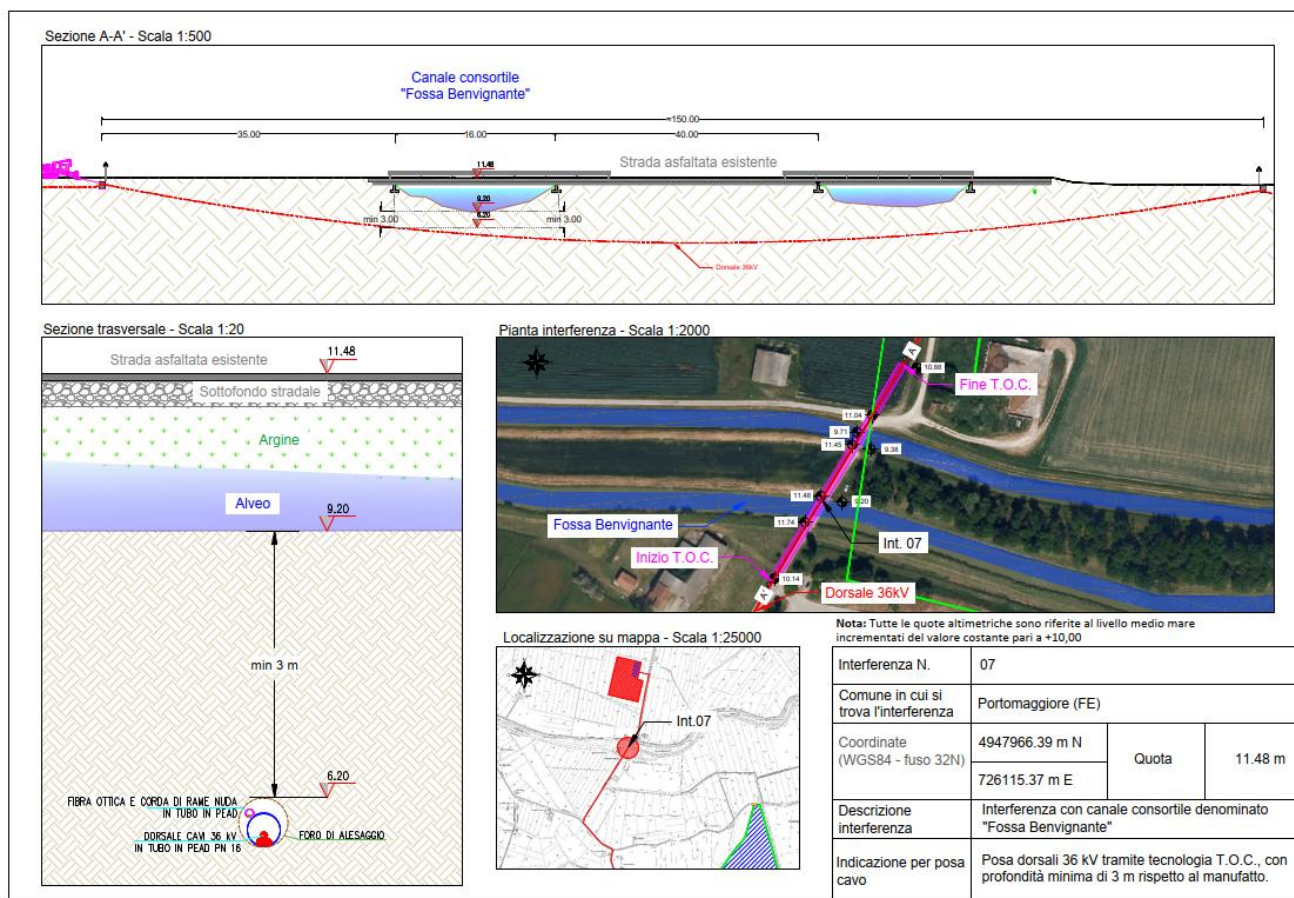 Sezione A-A' - Scala 1:500
Canale consortile
"Fossa Benvignante"
≈150.00
35.00
16.00
40.00
Strada asfaltata esistente
11.48
9.20
6.20
min 3.00
min 3.00
Dorsale 36kV
Sezione trasversale - Scala 1:20
Strada asfaltata esistente
11.48
Sottofondo stradale
Argine
Alveo
9.20
min 3 m
6.20
FIBRA OTTICA E CORDA DI RAME NUDA
IN TUBO IN PEAD
DORSALE CAVI 36 kV
IN TUBO IN PEAD PN 16
FORO DI ALESAGGIO
Pianta interferenza - Scala 1:2000
A
10.88
Fine T.O.C.
11.04
9.71
11.45
9.38
11.48
9.20
Fossa Benvignante
11.74
Int. 07
Inizio T.O.C.
10.14
A'
Dorsale 36kV
Localizzazione su mappa - Scala 1:25000
Int.07
Nota: Tutte le quote altimetriche sono riferite al livello medio mare
incrementati del valore costante pari a +10,00
Interferenza N.
07
Comune in cui si
trova l'interferenza
Portomaggiore (FE)
Coordinate
(WGS84 - fuso 32N)
4947966.39 m N
726115.37 m E
Quota
11.48 m
Descrizione
interferenza
Interferenza con canale consortile denominato
"Fossa Benvignante"
Indicazione per posa
cavo
Posa dorsali 36 kV tramite tecnologia T.O.C., con
profondità minima di 3 m rispetto al manufatto.